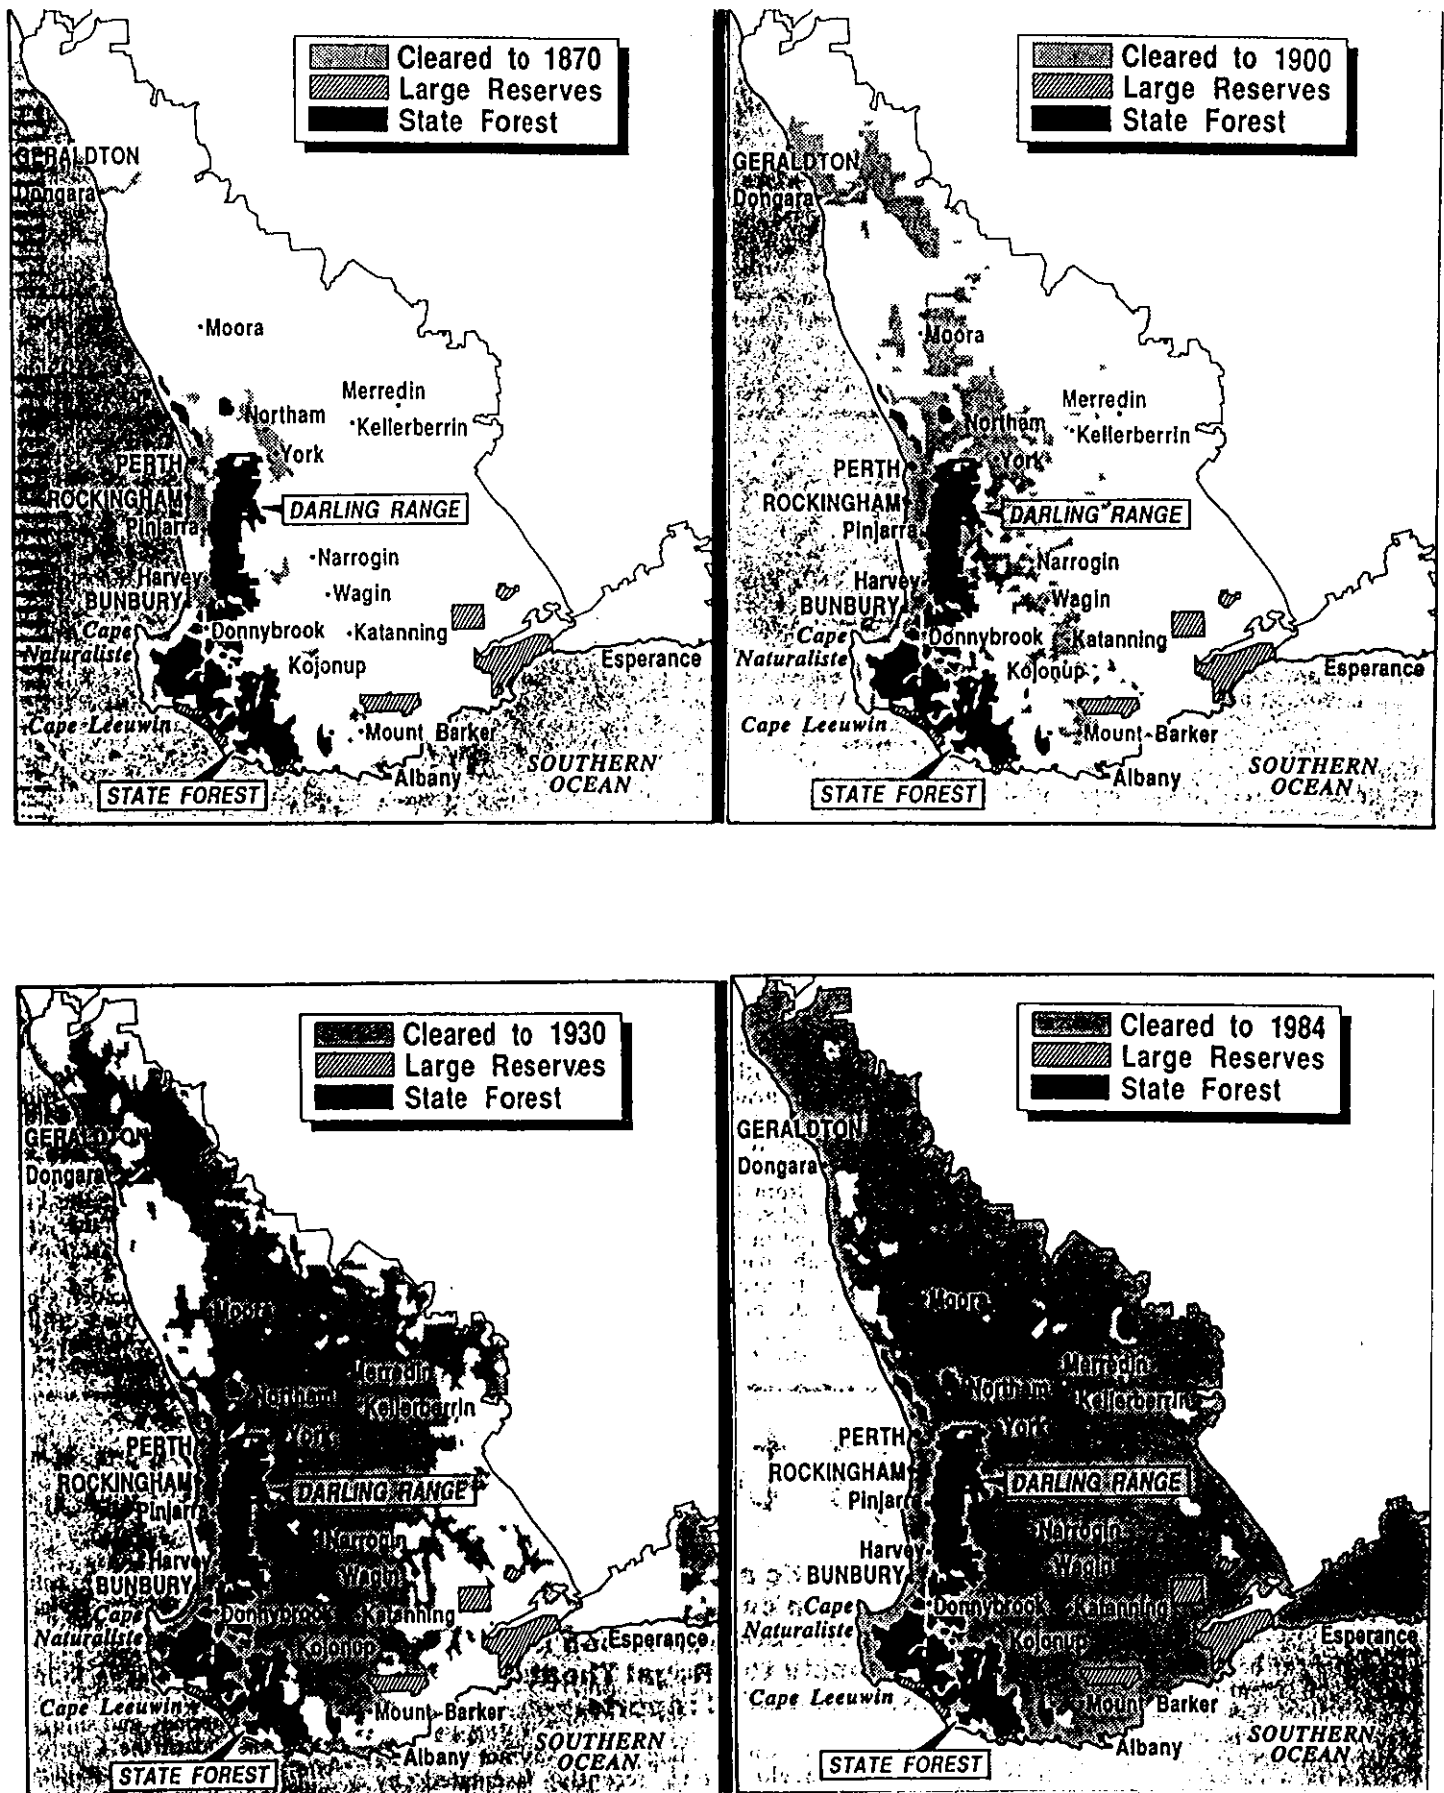 Cleared to 1870
Large Reserves
State Forest
GERALDTON
Dongara
Moora
Merredin
Northam
Kellerberrin
York
PERTH
ROCKINGHAM
DARLING RANGE
Pinjarra
Narrogin
Harvey
Wagin
BUNBURY
Cape
Naturaliste
Donnybrook
Katanning
Kojonup
Esperance
Cape Leeuwin
Mount Barker
Albany
SOUTHERN
OCEAN
STATE FOREST
Cleared to 1900
Large Reserves
State Forest
GERALDTON
Dongara
Moora
Merredin
Northam
Kellerberrin
York
PERTH
ROCKINGHAM
DARLING RANGE
Pinjarra
Narrogin
Harvey
Wagin
BUNBURY
Cape
Naturaliste
Donnybrook
Katanning
Kojonup
Esperance
Cape Leeuwin
Mount Barker
Albany
SOUTHERN
OCEAN
STATE FOREST
Cleared to 1930
Large Reserves
State Forest
GERALDTON
Dongara
Moora
Merredin
Northam
Kellerberrin
York
PERTH
ROCKINGHAM
DARLING RANGE
Pinjarra
Narrogin
Harvey
Wagin
BUNBURY
Cape
Naturaliste
Donnybrook
Katanning
Kojonup
Esperance
Cape Leeuwin
Mount Barker
Albany
SOUTHERN
OCEAN
STATE FOREST
Cleared to 1984
Large Reserves
State Forest
GERALDTON
Dongara
Moora
Merredin
Northam
Kellerberrin
York
PERTH
ROCKINGHAM
DARLING RANGE
Pinjarra
Narrogin
Harvey
Wagin
BUNBURY
Cape
Naturaliste
Donnybrook
Katanning
Kojonup
Esperance
Cape Leeuwin
Mount Barker
Albany
SOUTHERN
OCEAN
STATE FOREST